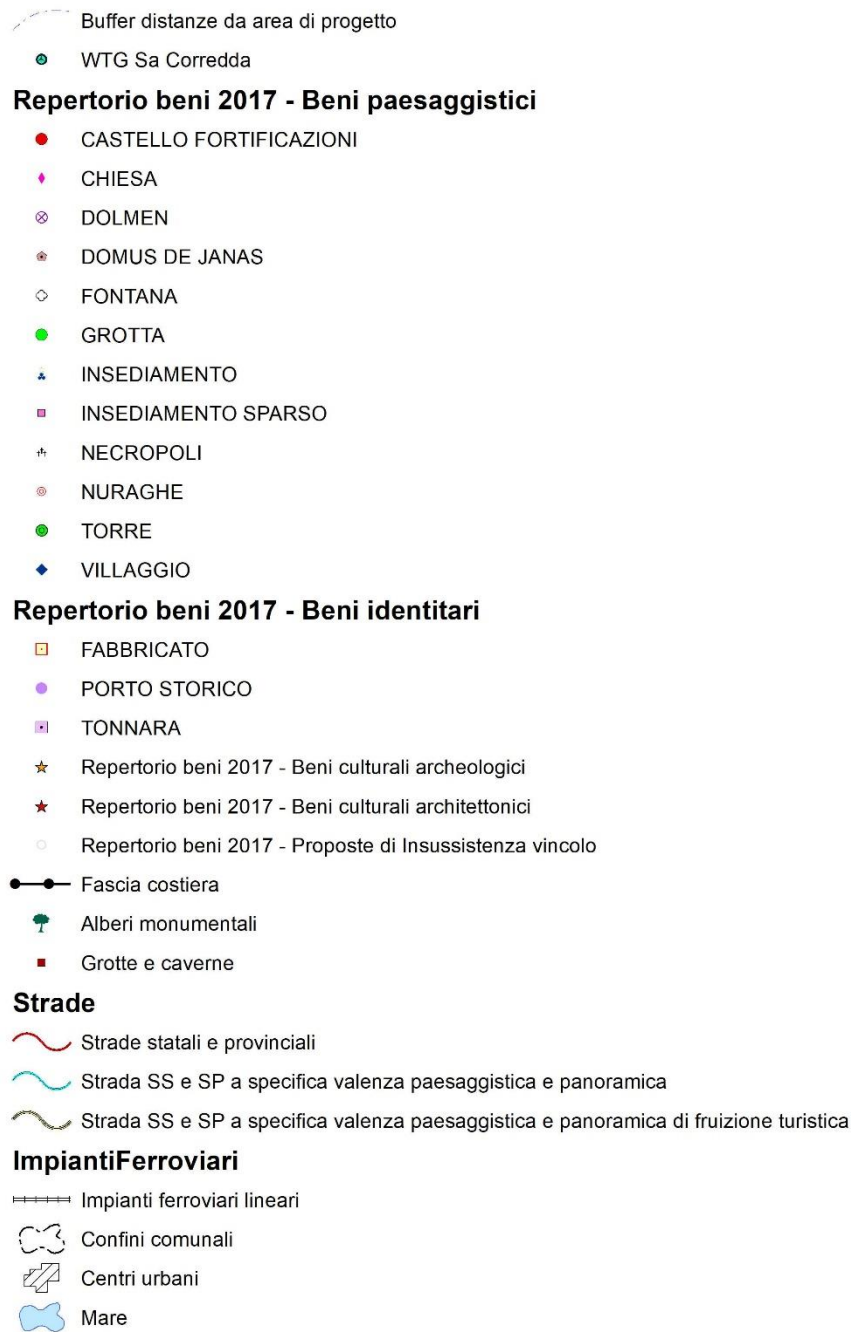 Buffer distanze da area di progetto
WTG Sa Corredda
Repertorio beni 2017 - Beni paesaggistici
CASTELLO FORTIFICAZIONI
CHIESA
DOLMEN
DOMUS DE JANAS
FONTANA
GROTTA
INSEDIAMENTO
INSEDIAMENTO SPARSO
NECROPOLI
NURAGHE
TORRE
VILLAGGIO
Repertorio beni 2017 - Beni identitari
FABBRICATO
PORTO STORICO
TONNARA
Repertorio beni 2017 - Beni culturali archeologici
Repertorio beni 2017 - Beni culturali architettonici
Repertorio beni 2017 - Proposte di Insussistenza vincolo
Fascia costiera
Alberi monumentali
Grotte e caverne
Strade
Strade statali e provinciali
Strada SS e SP a specifica valenza paesaggistica e panoramica
Strada SS e SP a specifica valenza paesaggistica e panoramica di fruizione turistica
ImpiantiFerroviari
Impianti ferroviari lineari
Confini comunali
Centri urbani
Mare